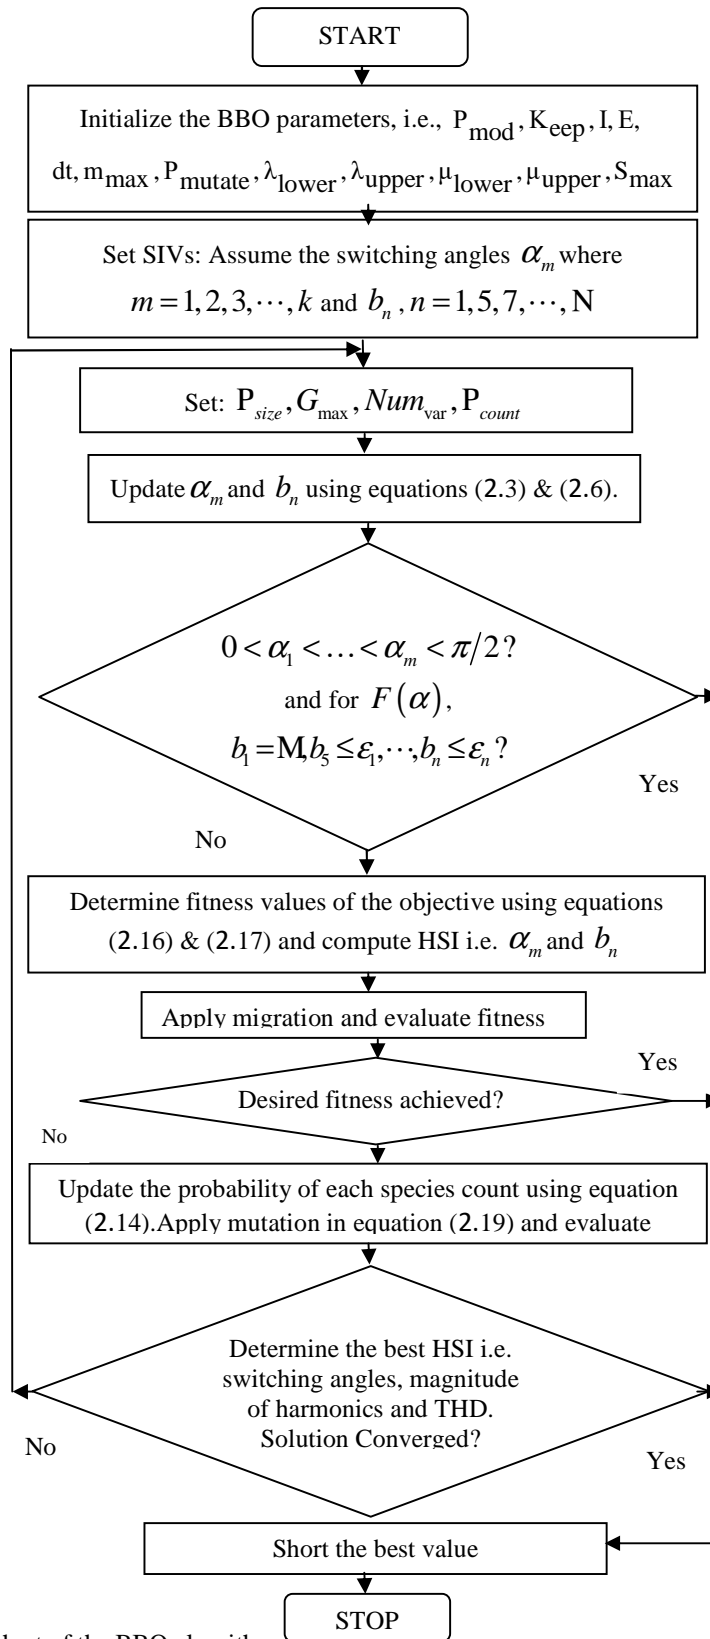 START
Initialize the BBO parameters, i.e., P_mod, K_eep, I, E,
dt, m_max, P_mutate, λ_lower, λ_upper, μ_lower, μ_upper, S_max
Set SIVs: Assume the switching angles α_m where
m = 1, 2, 3, ⋯, k and b_n, n = 1, 5, 7, ⋯, N
Set: P_size, G_max, Num_var, P_count
Update α_m and b_n using equations (2.3) & (2.6).
0 < α_1 < … < α_m < π/2?
and for F(α),
b_1 = M, b_5 ≤ ε_1, ⋯, b_n ≤ ε_n?
Yes
No
Determine fitness values of the objective using equations
(2.16) & (2.17) and compute HSI i.e. α_m and b_n
Apply migration and evaluate fitness
Yes
Desired fitness achieved?
No
Update the probability of each species count using equation
(2.14).Apply mutation in equation (2.19) and evaluate
Determine the best HSI i.e.
switching angles, magnitude
of harmonics and THD.
Solution Converged?
No
Yes
Short the best value
STOP
of the BBO